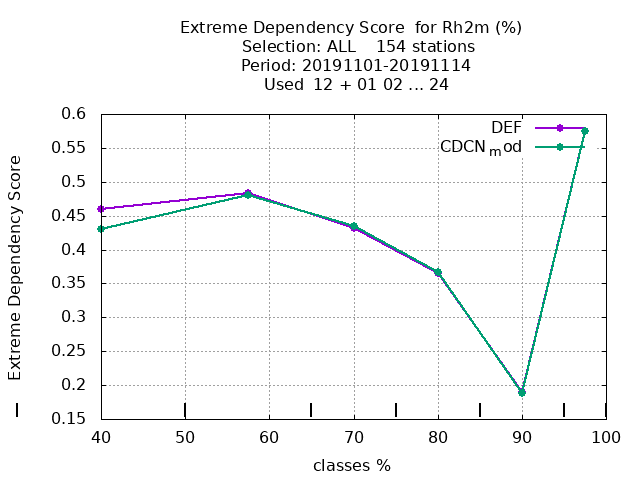 Extreme Dependency Score  for Rh2m (%)
Selection: ALL    154 stations
Period: 20191101-20191114
Used  12 + 01 02 ... 24
DEF
CDCN_mod
Extreme Dependency Score
0.6
0.55
0.5
0.45
0.4
0.35
0.3
0.25
0.2
0.15
40 50 60 70 80 90 100
classes %